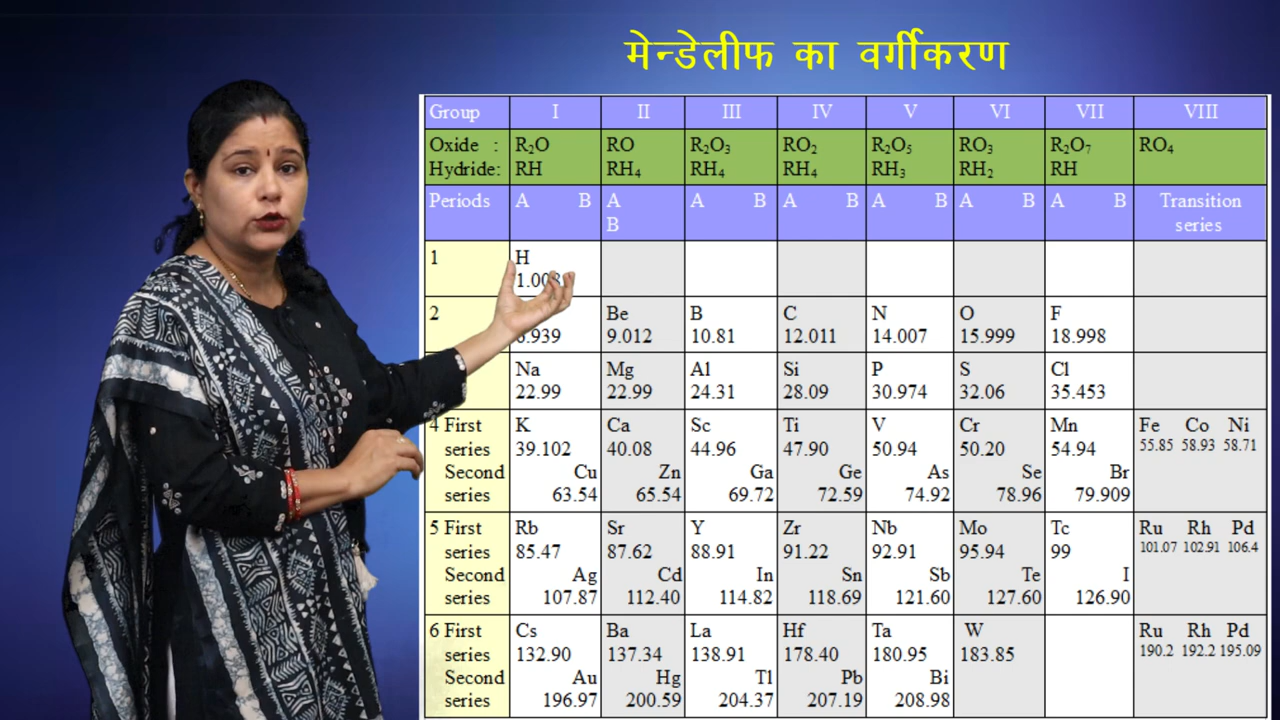 मेन्डेलीफ का वर्गीकरण
Group I II III IV V VI VII VIII
Oxide : R₂O RO R₂O₃ RO₂ R₂O₅ RO₃ R₂O₇ RO₄
Hydride: RH RH₄ RH₄ RH₄ RH₃ RH₂ RH
Periods A B A A B A B A B A B A B Transition
B series
1 H
2 Be B C N O F
9.012 10.81 12.011 14.007 15.999 18.998
Na Mg Al Si P S Cl
22.99 22.99 24.31 28.09 30.974 32.06 35.453
4 First K Ca Sc Ti V Cr Mn Fe Co Ni
series 39.102 40.08 44.96 47.90 50.94 50.20 54.94 55.85 58.93 58.71
Second Cu Zn Ga Ge As Se Br
series 63.54 65.54 69.72 72.59 74.92 78.96 79.909
5 First Rb Sr Y Zr Nb Mo Tc Ru Rh Pd
series 85.47 87.62 88.91 91.22 92.91 95.94 99 101.07 102.91 106.4
Second Ag Cd In Sn Sb Te I
series 107.87 112.40 114.82 118.69 121.60 127.60 126.90
6 First Cs Ba La Hf Ta W Ru Rh Pd
series 132.90 137.34 138.91 178.40 180.95 183.85 190.2 192.2 195.09
Second Au Hg Tl Pb Bi
series 196.97 200.59 204.37 207.19 208.98